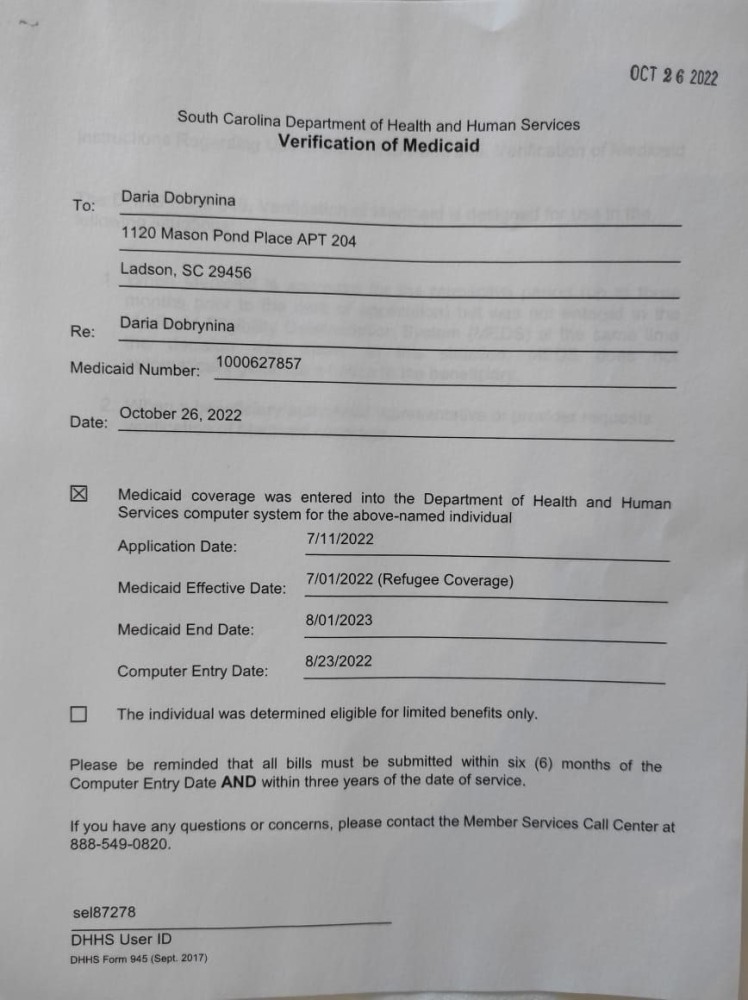 OCT 26 2022
South Carolina Department of Health and Human Services
Verification of Medicaid
To: Daria Dobrynina
1120 Mason Pond Place APT 204
Ladson, SC 29456
Re: Daria Dobrynina
Medicaid Number: 1000627857
Date: October 26, 2022
☒ Medicaid coverage was entered into the Department of Health and Human
Services computer system for the above-named individual
Application Date: 7/11/2022
Medicaid Effective Date: 7/01/2022 (Refugee Coverage)
Medicaid End Date: 8/01/2023
Computer Entry Date: 8/23/2022
☐ The individual was determined eligible for limited benefits only.
Please be reminded that all bills must be submitted within six (6) months of the
Computer Entry Date AND within three years of the date of service.
If you have any questions or concerns, please contact the Member Services Call Center at
888-549-0820.
sel87278
DHHS User ID
DHHS Form 945 (Sept. 2017)